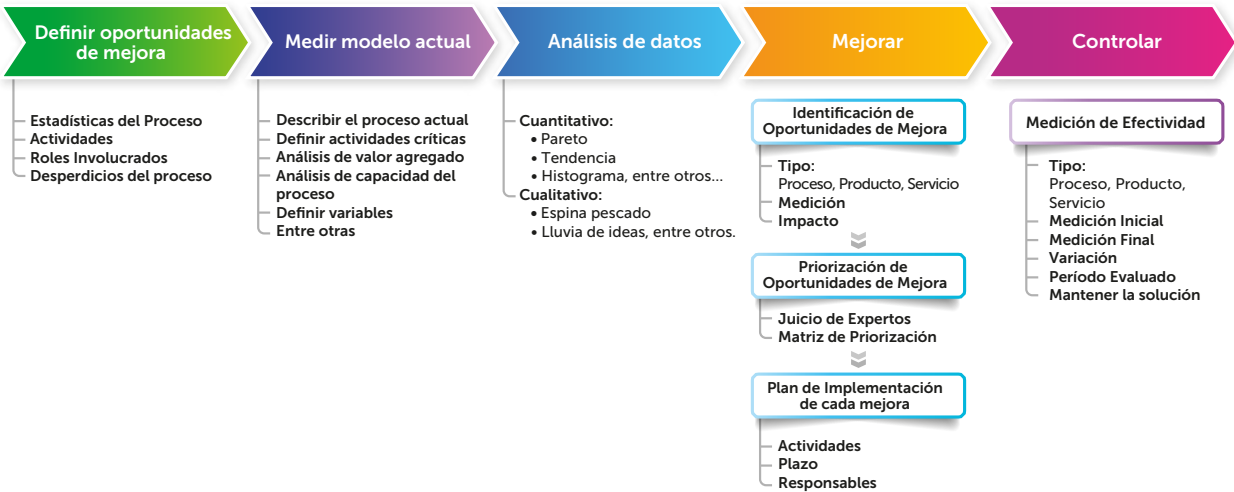 Definir oportunidades
de mejora
Estadísticas del Proceso
Actividades
Roles Involucrados
Desperdicios del proceso
Medir modelo actual
Describir el proceso actual
Definir actividades críticas
Análisis de valor agregado
Análisis de capacidad del
proceso
Definir variables
Entre otras
Análisis de datos
Cuantitativo:
• Pareto
• Tendencia
• Histograma, entre otros...
Cualitativo:
• Espina pescado
• Lluvia de ideas, entre otros.
Mejorar
Identificación de
Oportunidades de Mejora
Tipo:
Proceso, Producto, Servicio
Medición
Impacto
Priorización de
Oportunidades de Mejora
Juicio de Expertos
Matriz de Priorización
Plan de Implementación
de cada mejora
Actividades
Plazo
Responsables
Controlar
Medición de Efectividad
Tipo:
Proceso, Producto,
Servicio
Medición Inicial
Medición Final
Variación
Período Evaluado
Mantener la solución